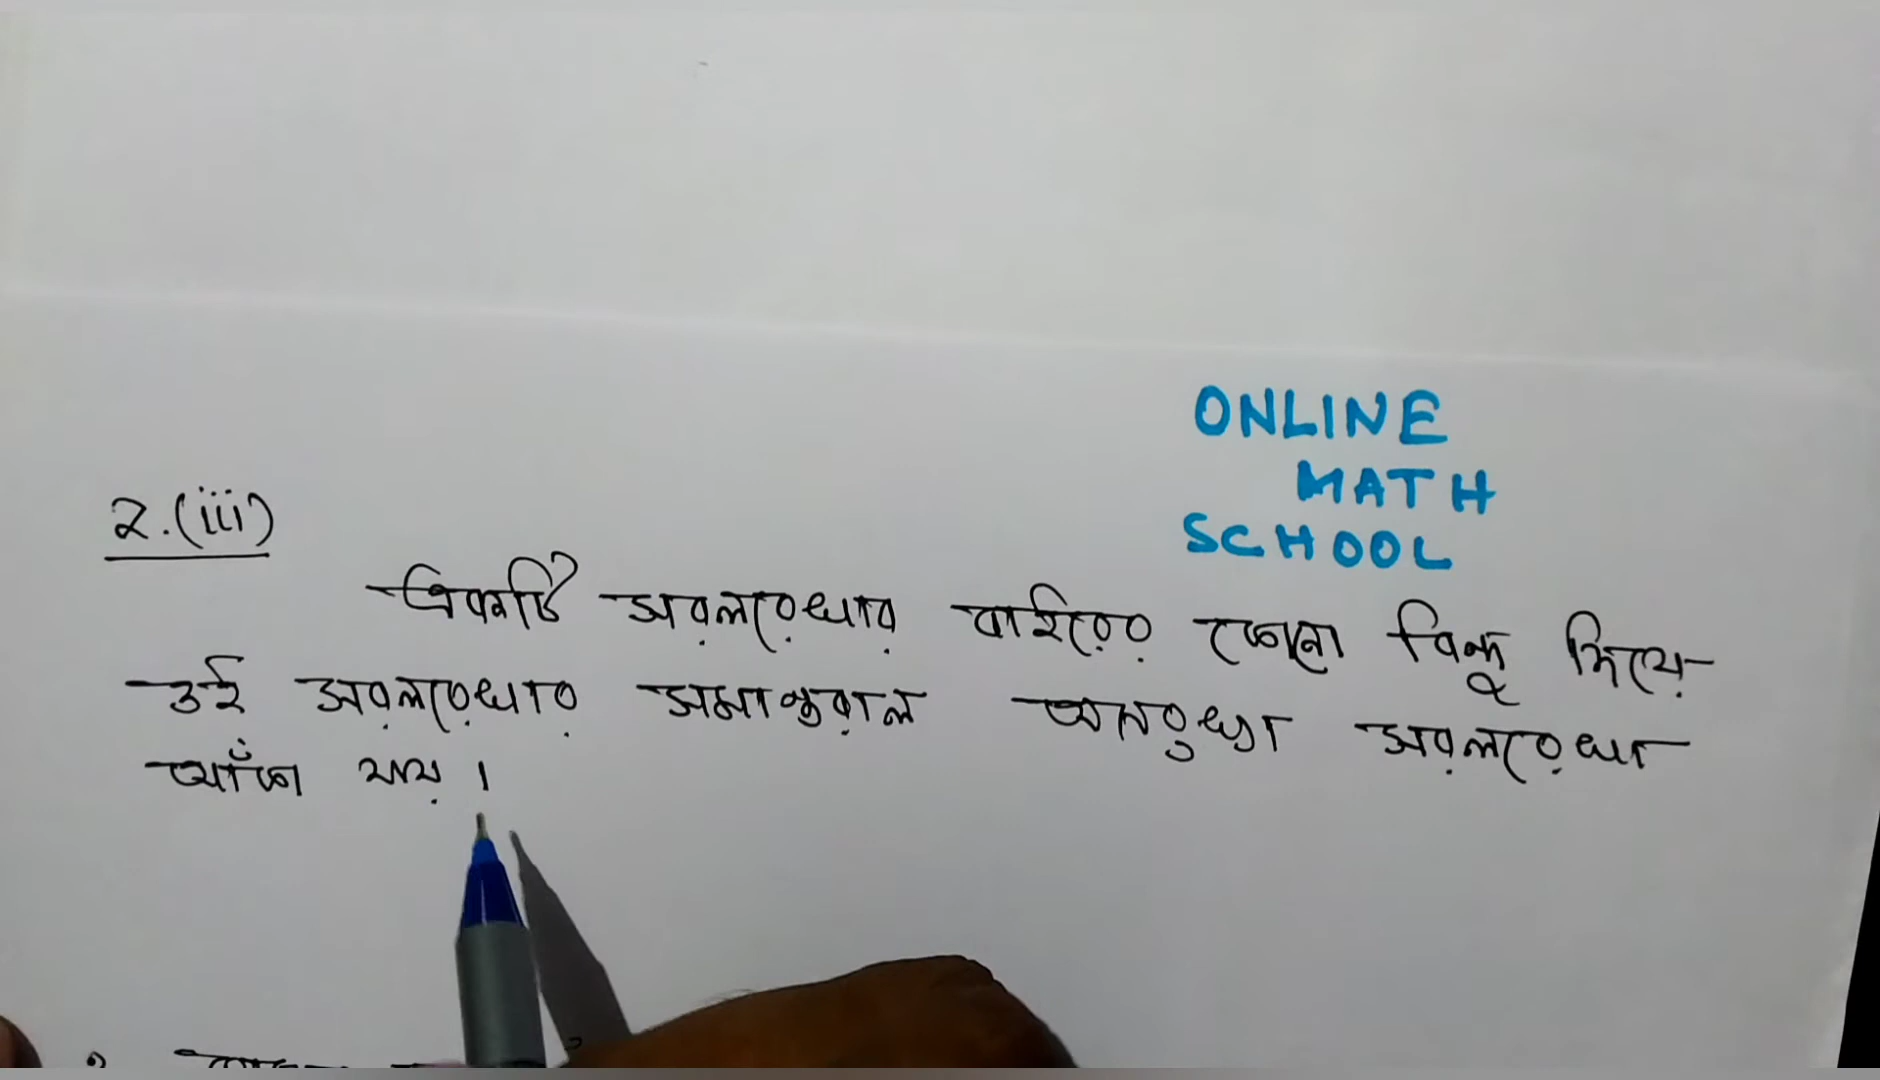 ONLINE
MATH
SCHOOL
2.(iii)
একটি সরলরেখার বাইরের কোনো বিন্দু দিয়ে
ওই সরলরেখার সমান্তরাল অসংখ্য সরলরেখা
আঁকা যায়।